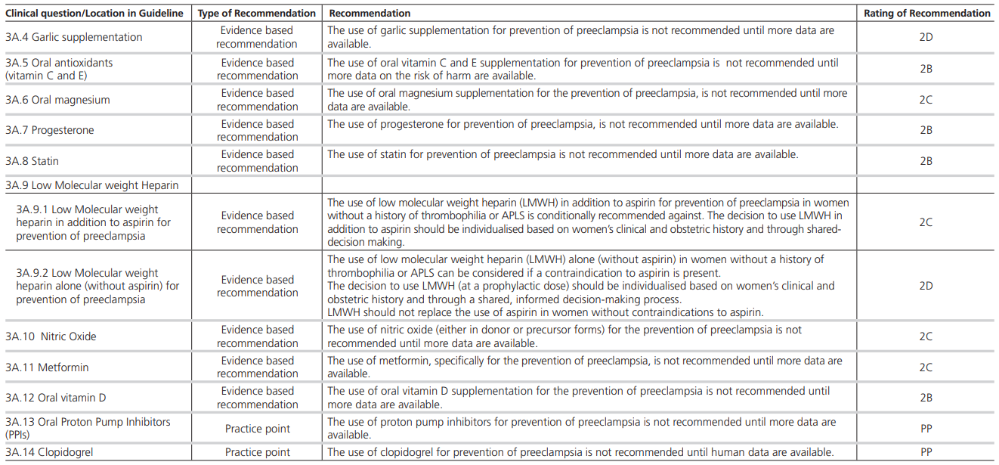 Clinical question/Location in Guideline
Type of Recommendation
Recommendation
Rating of Recommendation
3A.4 Garlic supplementation
Evidence based
recommendation
The use of garlic supplementation for prevention of preeclampsia is not recommended until more data are
available.
2D
3A.5 Oral antioxidants
(vitamin C and E)
Evidence based
recommendation
The use of oral vitamin C and E supplementation for prevention of preeclampsia is not recommended until
more data on the risk of harm are available.
2B
3A.6 Oral magnesium
Evidence based
recommendation
The use of oral magnesium supplementation for the prevention of preeclampsia, is not recommended until more
data are available.
2C
3A.7 Progesterone
Evidence based
recommendation
The use of progesterone for prevention of preeclampsia, is not recommended until more data are available.
2B
3A.8 Statin
Evidence based
recommendation
The use of statin for prevention of preeclampsia is not recommended until more data are available.
2B
3A.9 Low Molecular weight Heparin
3A.9.1 Low Molecular weight
heparin in addition to aspirin for
prevention of preeclampsia
Evidence based
recommendation
The use of low molecular weight heparin (LMWH) in addition to aspirin for prevention of preeclampsia in women
without a history of thrombophilia or APLS is conditionally recommended against. The decision to use LMWH in
addition to aspirin should be individualised based on women's clinical and obstetric history and through shared-
decision making.
2C
3A.9.2 Low Molecular weight
heparin alone (without aspirin) for
prevention of preeclampsia
Evidence based
recommendation
The use of low molecular weight heparin (LMWH) alone (without aspirin) in women without a history of
thrombophilia or APLS can be considered if a contraindication to aspirin is present.
The decision to use LMWH (at a prophylactic dose) should be individualised based on women's clinical and
obstetric history and through a shared, informed decision-making process.
LMWH should not replace the use of aspirin in women without contraindications to aspirin.
2D
3A.10 Nitric Oxide
Evidence based
recommendation
The use of nitric oxide (either in donor or precursor forms) for the prevention of preeclampsia is not
recommended until more data are available.
2C
3A.11 Metformin
Evidence based
recommendation
The use of metformin, specifically for the prevention of preeclampsia, is not recommended until more data are
available.
2C
3A.12 Oral vitamin D
Evidence based
recommendation
The use of oral vitamin D supplementation for the prevention of preeclampsia is not recommended until
more data are available.
2B
3A.13 Oral Proton Pump Inhibitors
(PPIs)
Practice point
The use of proton pump inhibitors for prevention of preeclampsia is not recommended until more data are
available.
PP
3A.14 Clopidogrel
Practice point
The use of clopidogrel for prevention of preeclampsia is not recommended until human data are available.
PP